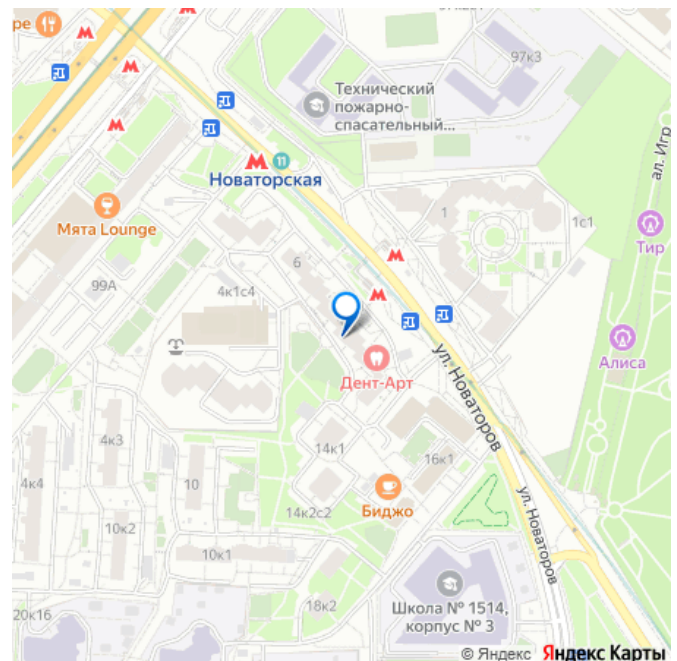 ре
97к3
Технический
пожарно-
спасательный...
ал. Игр
11
Новаторская
Мята Lounge
1
1с1
Тир
6
99А
4к1с4
Алиса
Дент-Арт
ул. Новаторов
4к3
14к1
16к1
4к4
10
Биджо
ул. Новаторов
14к2с2
10к2
10к1
Школа № 1514,
корпус № 3
18к2
20к16
© Яндекс Яндекс Карты